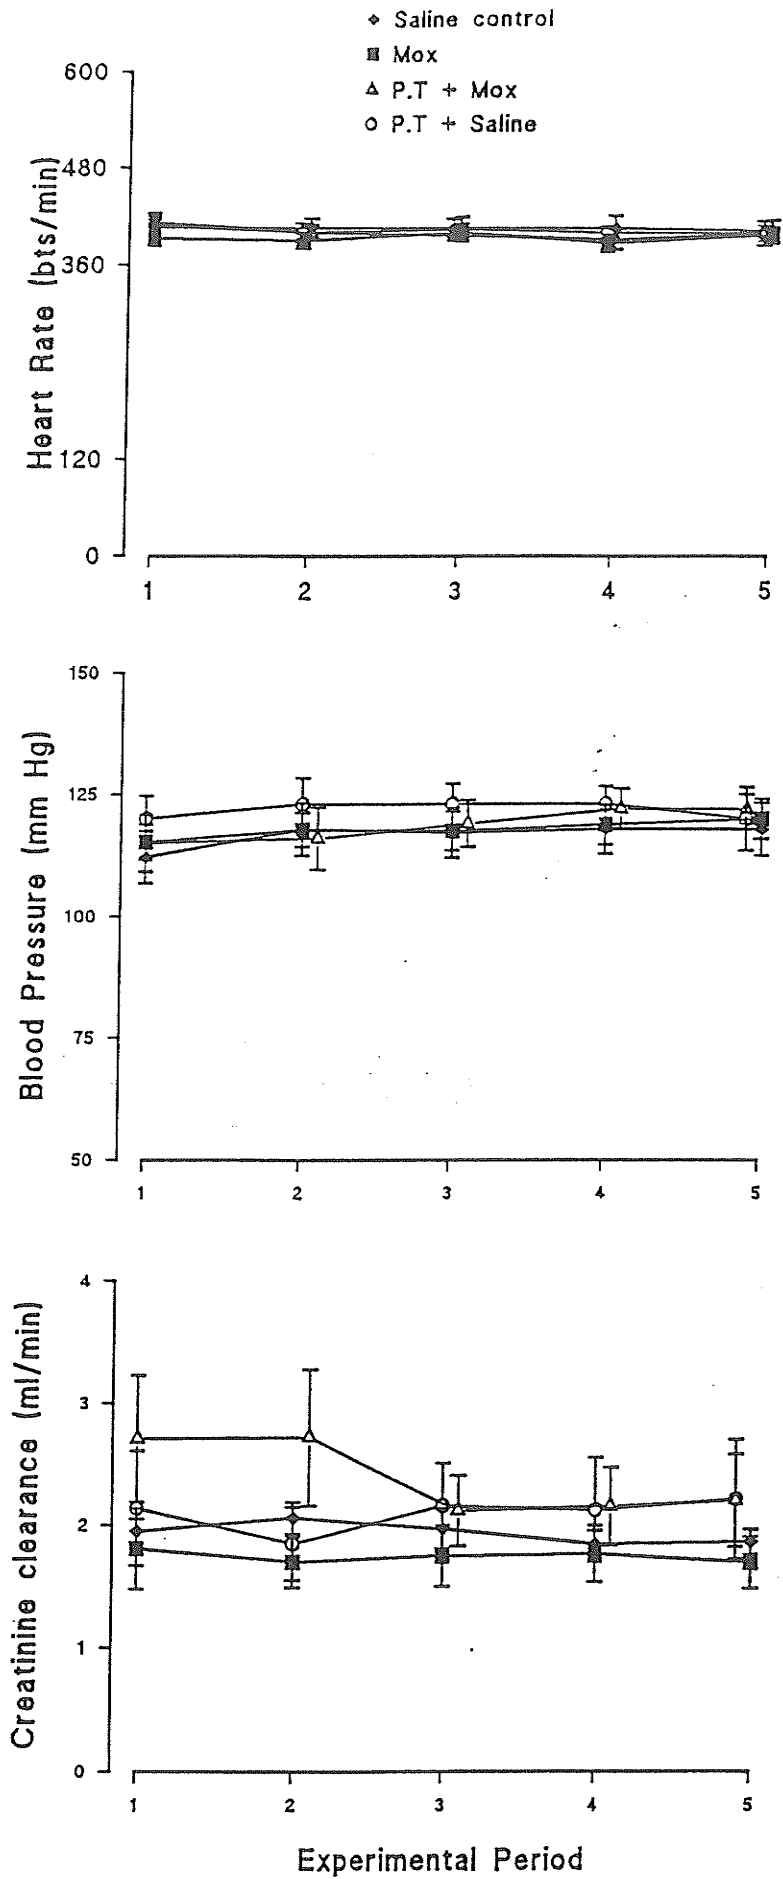 Saline control
Mox
P.T + Mox
P.T + Saline
Heart Rate (bts/min)
600
480
360
120
0
1 2 3 4 5
Blood Pressure (mm Hg)
150
125
100
75
50
1 2 3 4 5
Creatinine clearance (ml/min)
4
3
2
1
0
1 2 3 4 5
Experimental Period